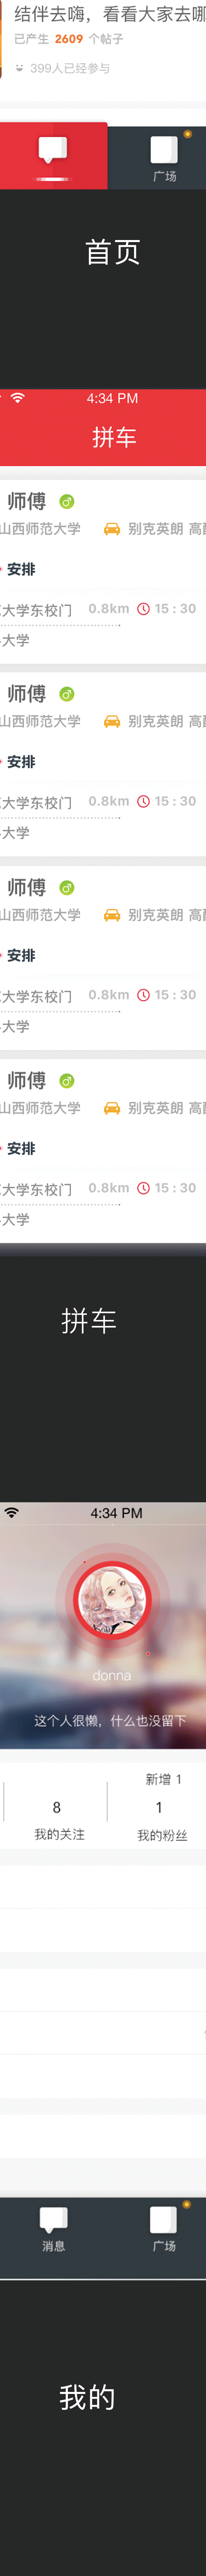 结伴去嗨，看看大家去哪
已产生 2609 个帖子
399人已经参与
广场
首页
4:34 PM
拼车
师傅
山西师范大学 别克英朗 高
安排
大学东校门 0.8km 15 : 30
大学
师傅
山西师范大学 别克英朗 高
安排
大学东校门 0.8km 15 : 30
大学
师傅
山西师范大学 别克英朗 高
安排
大学东校门 0.8km 15 : 30
大学
师傅
山西师范大学 别克英朗 高
安排
大学东校门 0.8km 15 : 30
大学
拼车
4:34 PM
donna
这个人很懒，什么也没留下
新增 1
8 1
我的关注 我的粉丝
消息 广场
我的